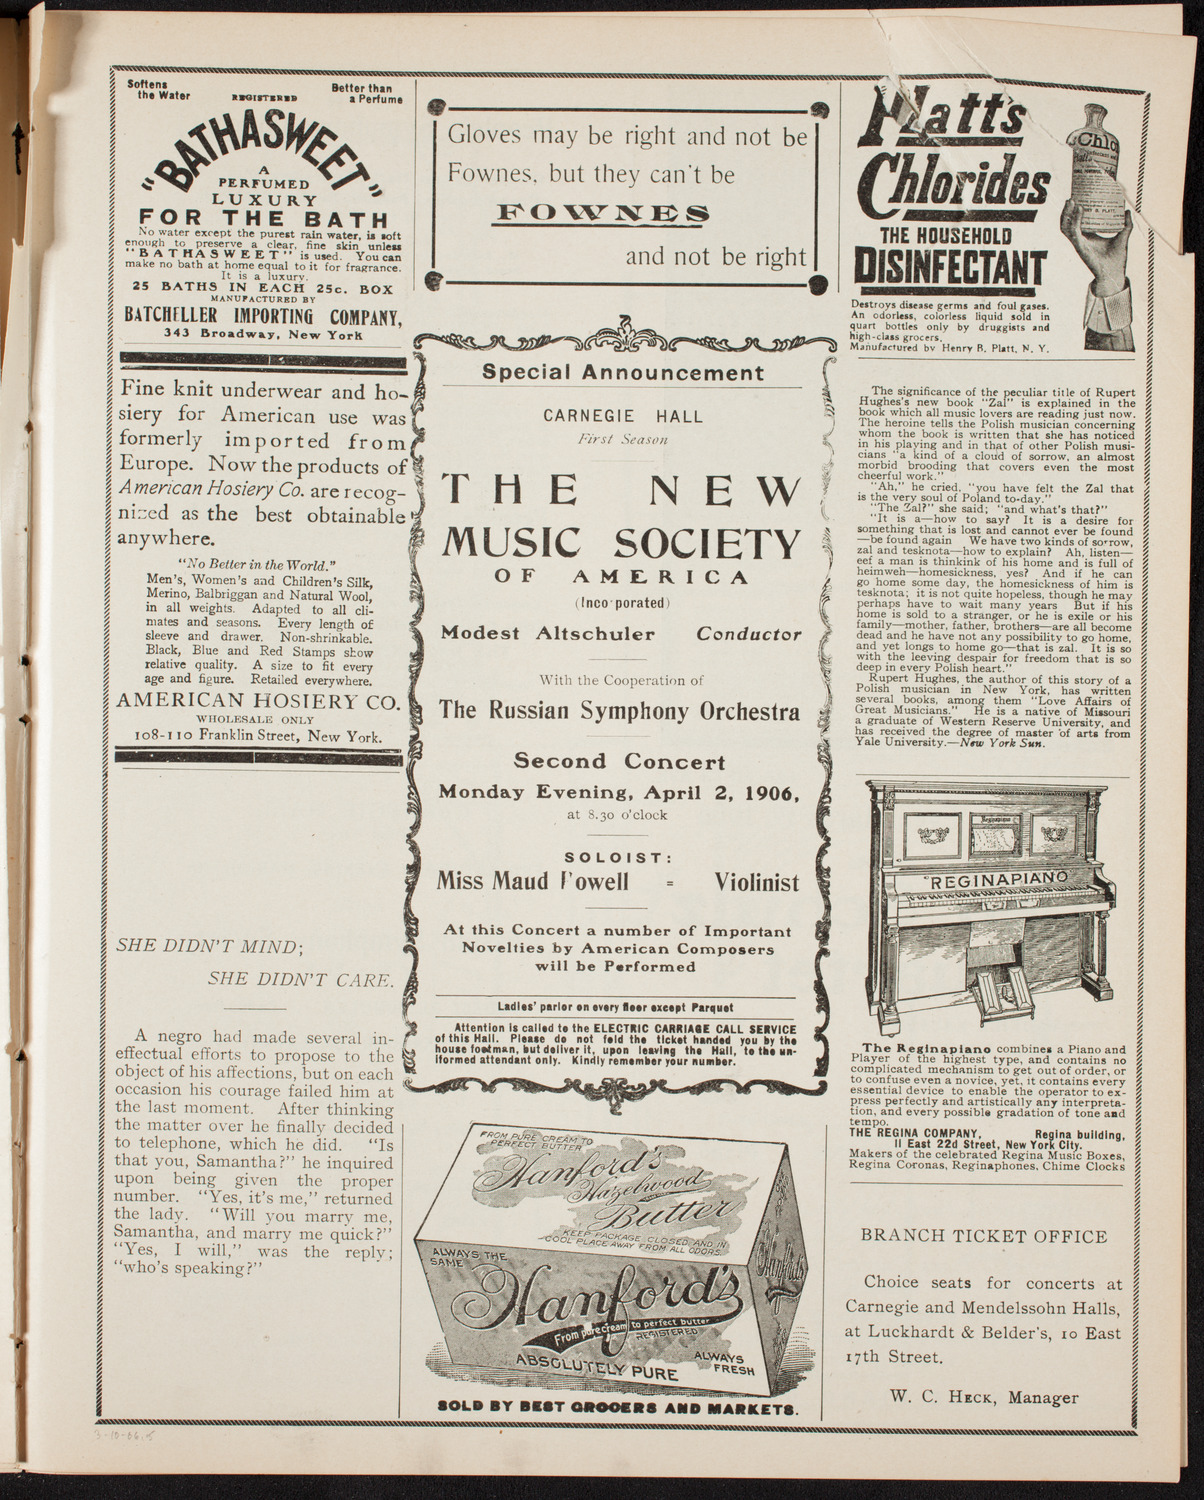 Softens
the Water
REGISTERED
Better than
a Perfume
"BATHASWEET"
A
PERFUMED
LUXURY
FOR THE BATH
No water except the purest rain water, is soft
enough to preserve a clear, fine skin unless
"BATHASWEET" is used. You can
make no bath at home equal to it for fragrance.
It is a luxury.
25 BATHS IN EACH 25c. BOX
MANUFACTURED BY
BATCHELLER IMPORTING COMPANY,
343 Broadway, New York
Fine knit underwear and ho-
siery for American use was
formerly imported from
Europe. Now the products of
American Hosiery Co. are recog-
nized as the best obtainable
anywhere.
"No Better in the World."
Men's, Women's and Children's Silk,
Merino, Balbriggan and Natural Wool,
in all weights. Adapted to all cli-
mates and seasons. Every length of
sleeve and drawer. Non-shrinkable.
Black, Blue and Red Stamps show
relative quality. A size to fit every
age and figure. Retailed everywhere.
AMERICAN HOSIERY CO.
WHOLESALE ONLY
108-110 Franklin Street, New York.
SHE DIDN'T MIND;
SHE DIDN'T CARE.
A negro had made several in-
effectual efforts to propose to the
object of his affections, but on each
occasion his courage failed him at
the last moment. After thinking
the matter over he finally decided
to telephone, which he did. "Is
that you, Samantha?" he inquired
upon being given the proper
number. "Yes, it's me," returned
the lady. "Will you marry me,
Samantha, and marry me quick?"
"Yes, I will," was the reply;
"who's speaking?"
3-10-06.5
Gloves may be right and not be
Fownes, but they can't be
FOWNES
and not be right
Special Announcement
CARNEGIE HALL
First Season
THE NEW
MUSIC SOCIETY
OF AMERICA
(Inco porated)
Modest Altschuler Conductor
With the Cooperation of
The Russian Symphony Orchestra
Second Concert
Monday Evening, April 2, 1906,
at 8.30 o'clock
SOLOIST:
Miss Maud Powell = Violinist
At this Concert a number of Important
Novelties by American Composers
will be Performed
Ladies' parlor on every floor except Parquet
Attention is called to the ELECTRIC CARRIAGE CALL SERVICE
of this Hall. Please do not fold the ticket handed you by the
house footman, but deliver it, upon leaving the Hall, to the un-
iformed attendant only. Kindly remember your number.
FROM PURE CREAM TO
PERFECT BUTTER
Hanford's
Hazelwood
Butter
KEEP PACKAGE CLOSED AND IN
COOL PLACE AWAY FROM ALL ODORS.
ALWAYS THE
SAME
Hanford's
From pure cream to perfect butter
REGISTERED
ABSOLUTELY PURE
ALWAYS
FRESH
Hanford's
SOLD BY BEST GROCERS AND MARKETS.
Platt's
Chlorides
THE HOUSEHOLD
DISINFECTANT
Destroys disease germs and foul gases.
An odorless, colorless liquid sold in
quart bottles only by druggists and
high-class grocers.
Manufactured by Henry B. Platt, N. Y.
The significance of the peculiar title of Rupert
Hughes's new book "Zal" is explained in the
book which all music lovers are reading just now.
The heroine tells the Polish musician concerning
whom the book is written that she has noticed
in his playing and in that of other Polish musi-
cians "a kind of a cloud of sorrow, an almost
morbid brooding that covers even the most
cheerful work."
"Ah," he cried, "you have felt the Zal that
is the very soul of Poland to-day."
"The Zal?" she said; "and what's that?"
"It is a—how to say? It is a desire for
something that is lost and cannot ever be found
—be found again We have two kinds of sorrow,
zal and tesknota—how to explain? Ah, listen—
eef a man is thinkink of his home and is full of
heimweh—homesickness, yes? And if he can
go home some day, the homesickness of him is
tesknota; it is not quite hopeless, though he may
perhaps have to wait many years But if his
home is sold to a stranger, or he is exile or his
family—mother, father, brothers—are all become
dead and he have not any possibility to go home,
and yet longs to home go—that is zal. It is so
with the leeving despair for freedom that is so
deep in every Polish heart."
Rupert Hughes, the author of this story of a
Polish musician in New York, has written
several books, among them "Love Affairs of
Great Musicians." He is a native of Missouri
a graduate of Western Reserve University, and
has received the degree of master of arts from
Yale University.—New York Sun.
Reginapiano
"REGINAPIANO
The Reginapiano combines a Piano and
Player of the highest type, and contains no
complicated mechanism to get out of order, or
to confuse even a novice, yet, it contains every
essential device to enable the operator to ex-
press perfectly and artistically any interpreta-
tion, and every possible gradation of tone and
tempo.
THE REGINA COMPANY, Regina building,
11 East 22d Street, New York City.
Makers of the celebrated Regina Music Boxes,
Regina Coronas, Reginaphones, Chime Clocks
BRANCH TICKET OFFICE
Choice seats for concerts at
Carnegie and Mendelssohn Halls,
at Luckhardt & Belder's, 10 East
17th Street.
W. C. HECK, Manager